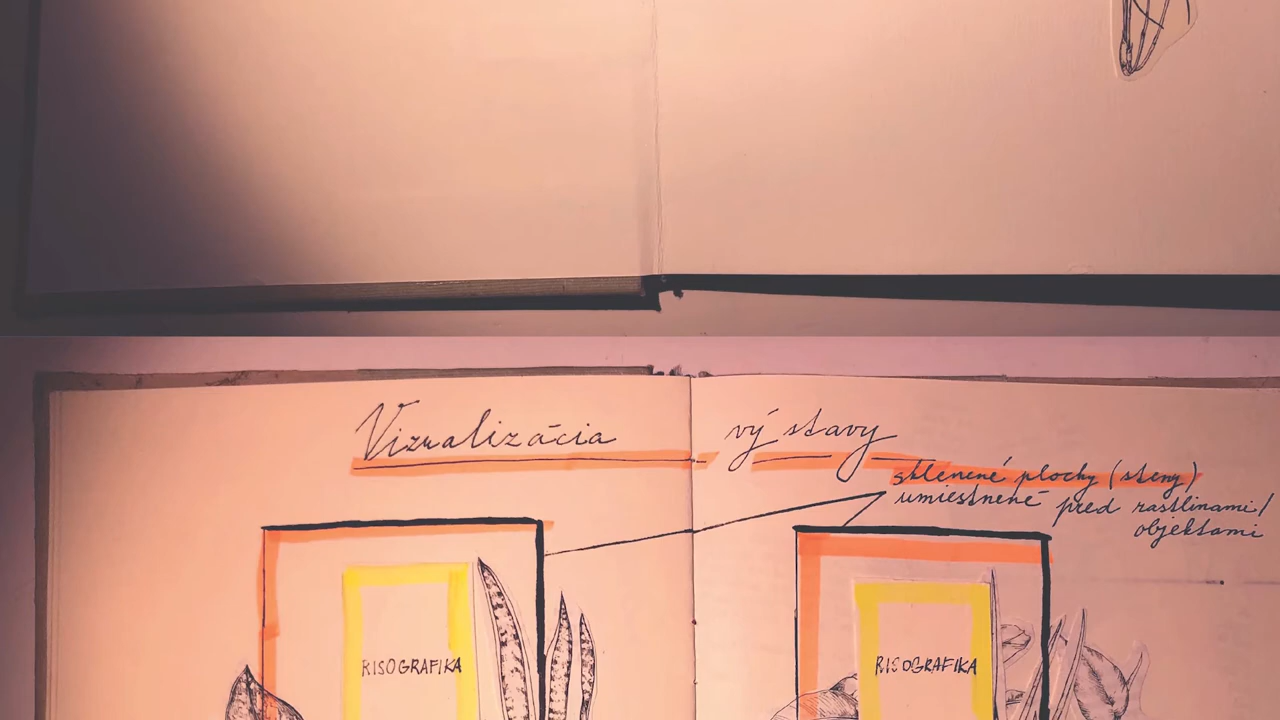 Vizualizácia výstavy
sklenené plochy (steny)
umiestnené pred rastlinami/
objektami
RISOGRAFIKA
RISOGRAFIKA